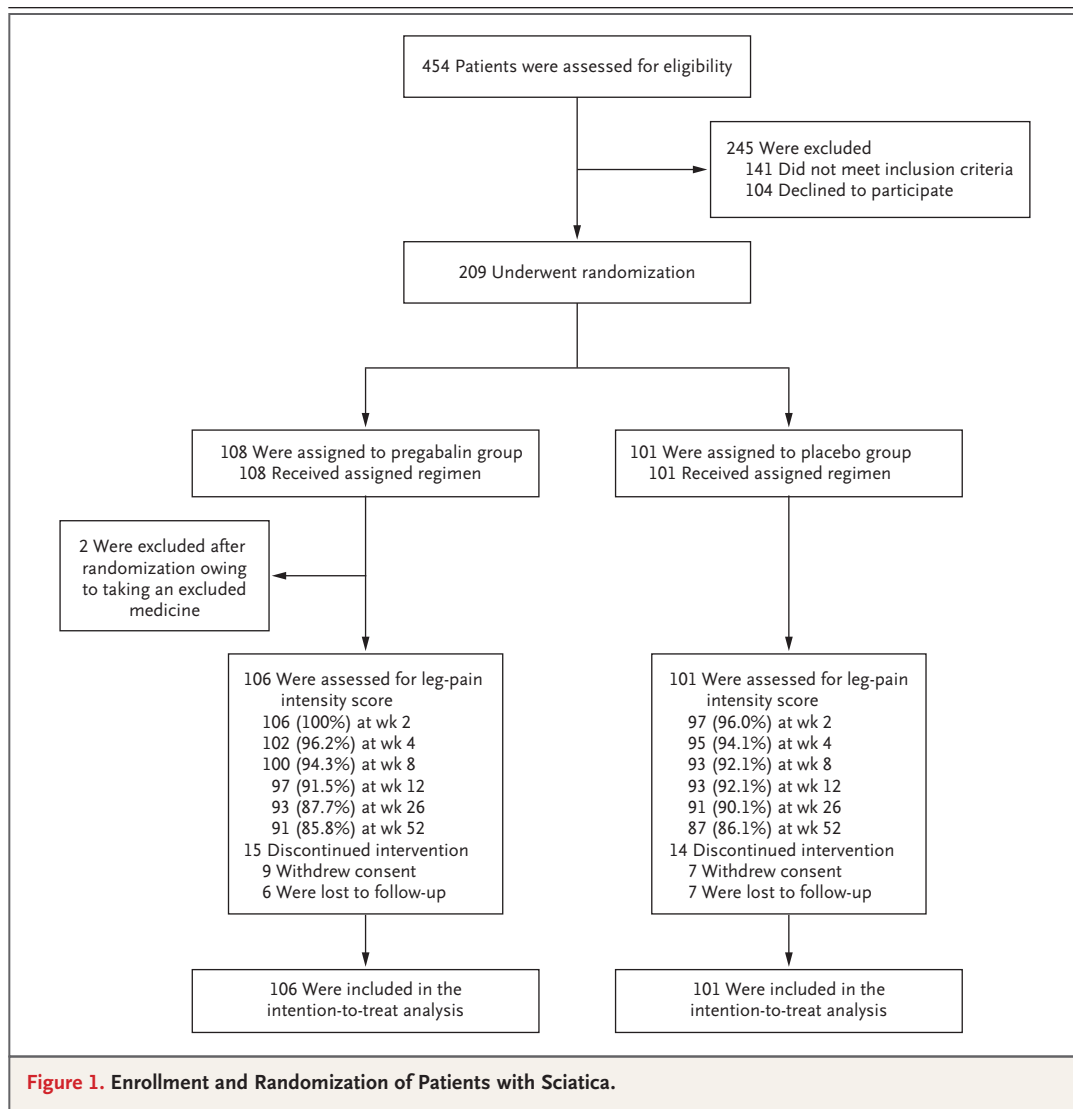 454 Patients were assessed for eligibility
245 Were excluded
141 Did not meet inclusion criteria
104 Declined to participate
209 Underwent randomization
108 Were assigned to pregabalin group
108 Received assigned regimen
101 Were assigned to placebo group
101 Received assigned regimen
2 Were excluded after
randomization owing
to taking an excluded
medicine
106 Were assessed for leg-pain
intensity score
106 (100%) at wk 2
102 (96.2%) at wk 4
100 (94.3%) at wk 8
97 (91.5%) at wk 12
93 (87.7%) at wk 26
91 (85.8%) at wk 52
15 Discontinued intervention
9 Withdrew consent
6 Were lost to follow-up
101 Were assessed for leg-pain
intensity score
97 (96.0%) at wk 2
95 (94.1%) at wk 4
93 (92.1%) at wk 8
93 (92.1%) at wk 12
91 (90.1%) at wk 26
87 (86.1%) at wk 52
14 Discontinued intervention
7 Withdrew consent
7 Were lost to follow-up
106 Were included in the
intention-to-treat analysis
101 Were included in the
intention-to-treat analysis
Figure 1. Enrollment and Randomization of Patients with Sciatica.